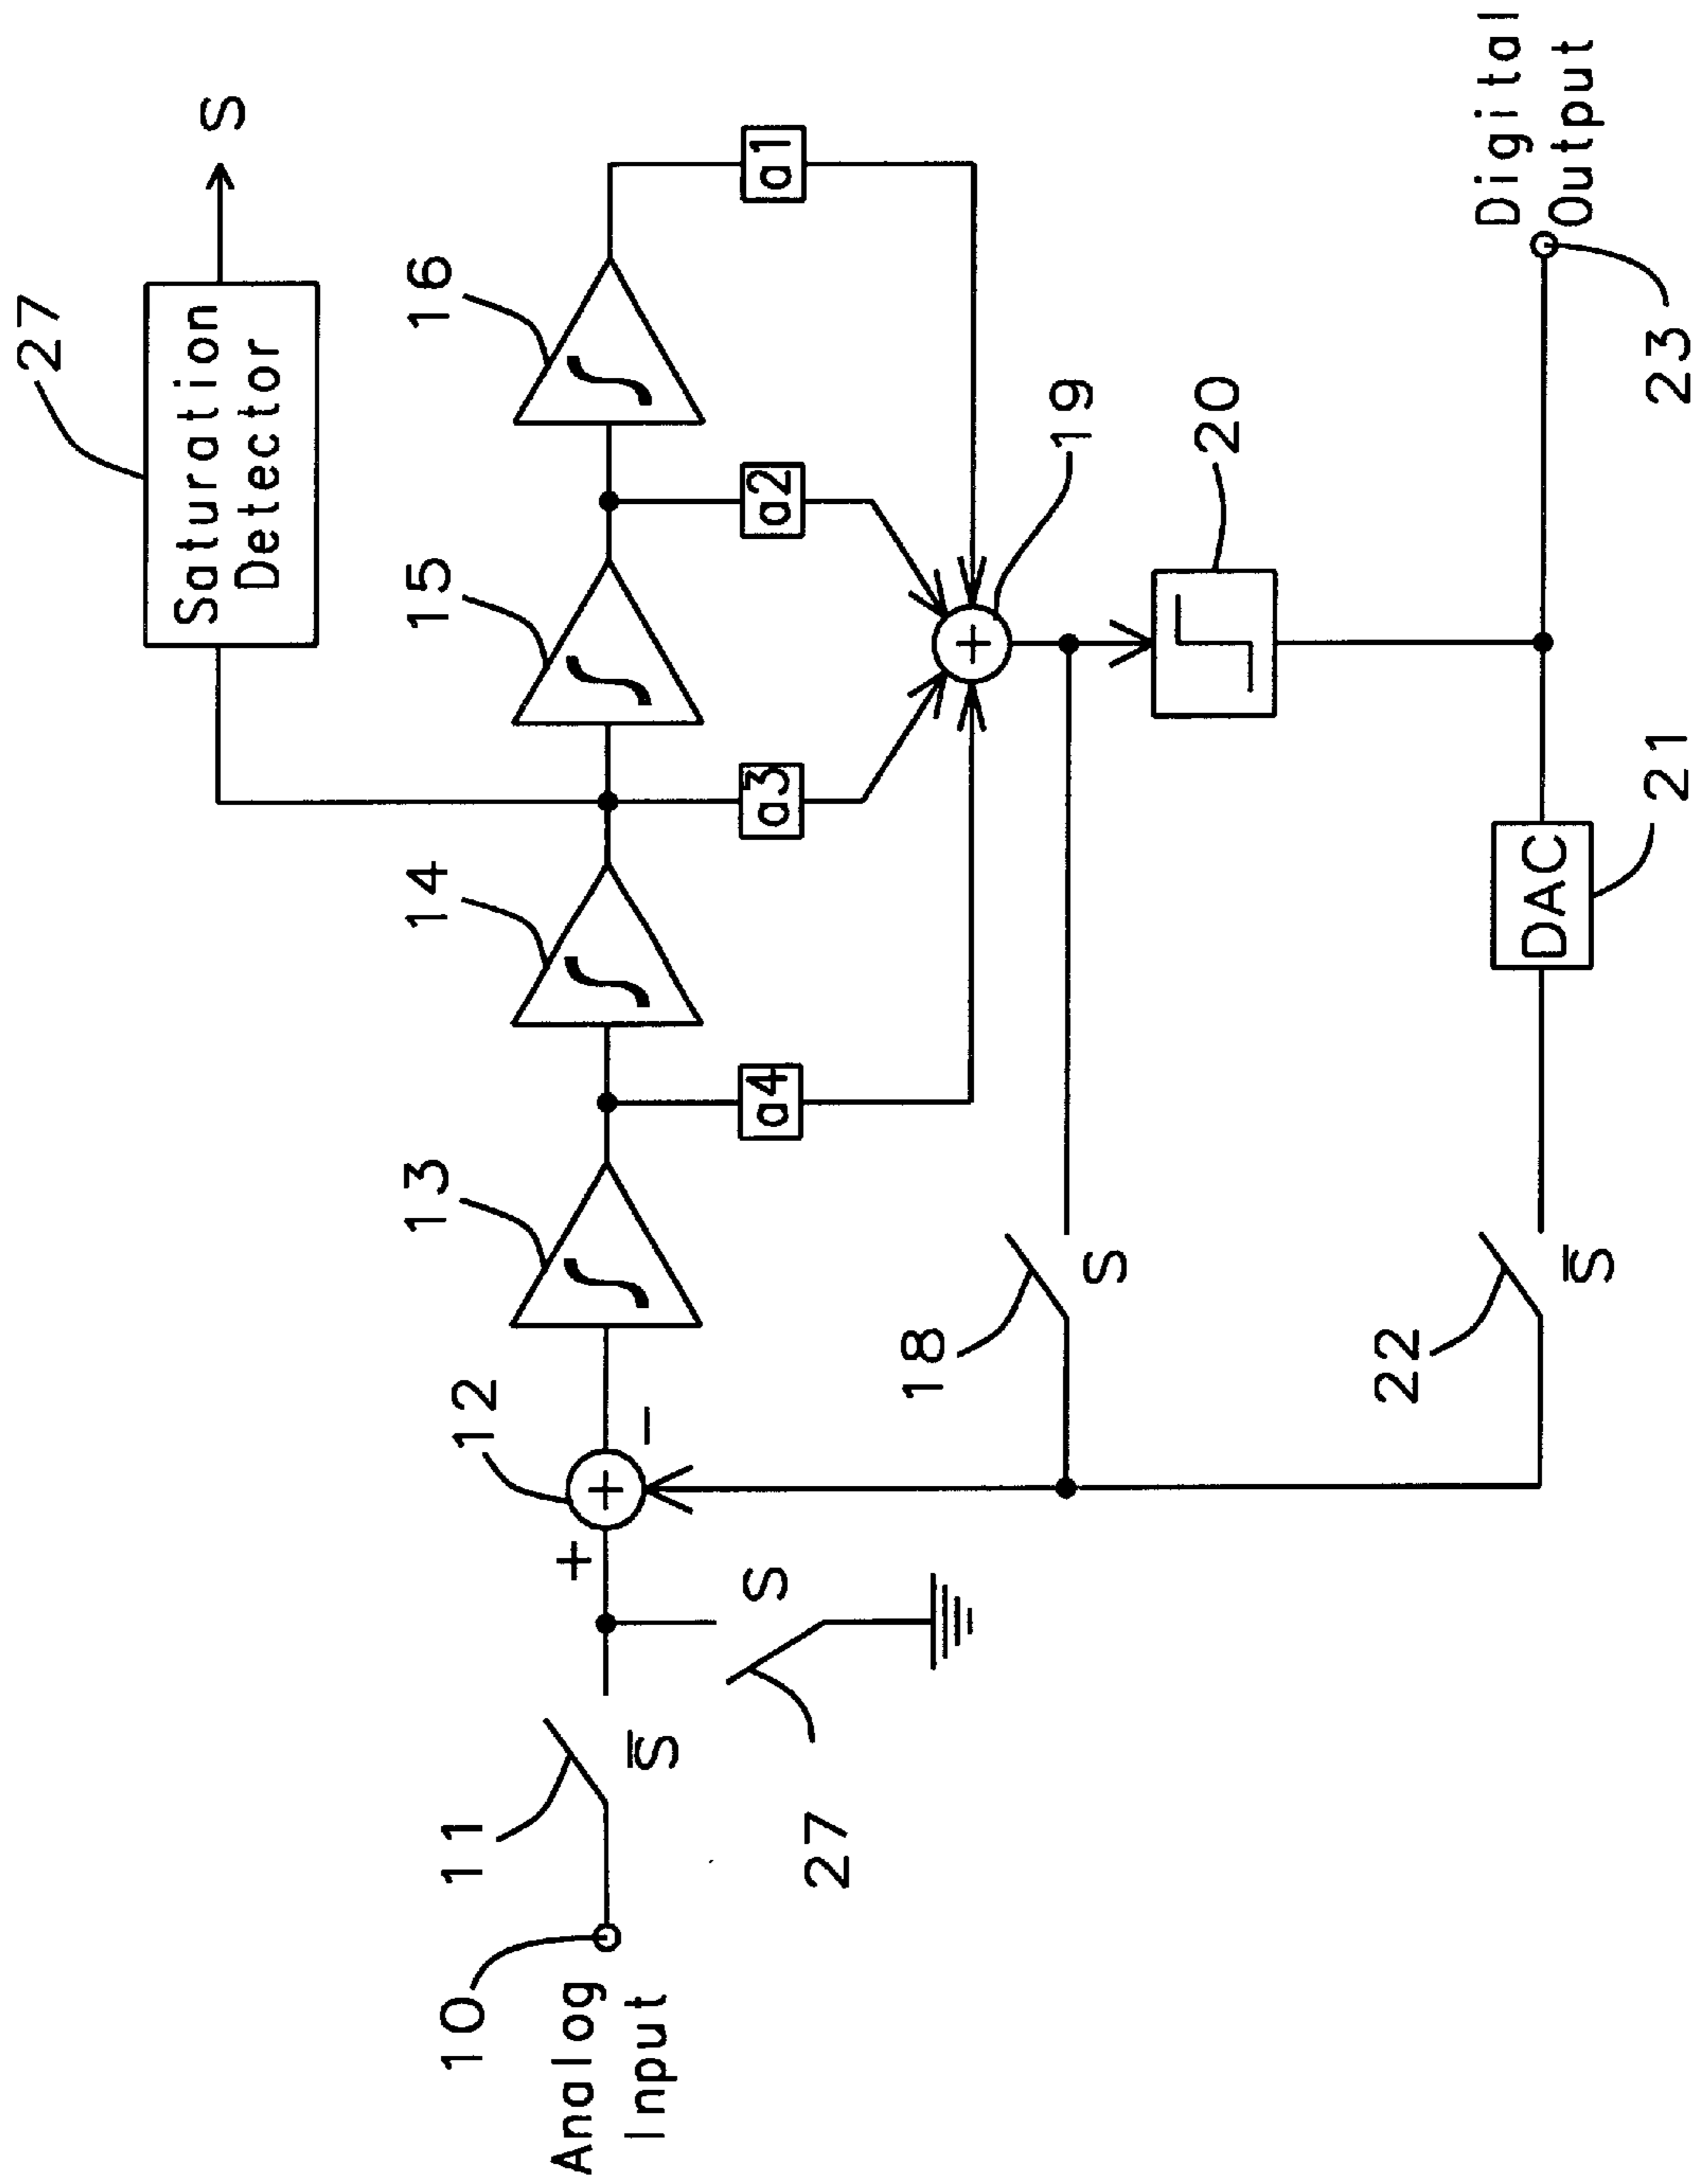 27
Saturation
Detector
S
13
14
15
16
12
10
11
Analog
Input
+
+
−
S̅
S
27
a4
a3
a2
a1
+
19
18
S
20
22
S̅
DAC
21
23
Digital
Output